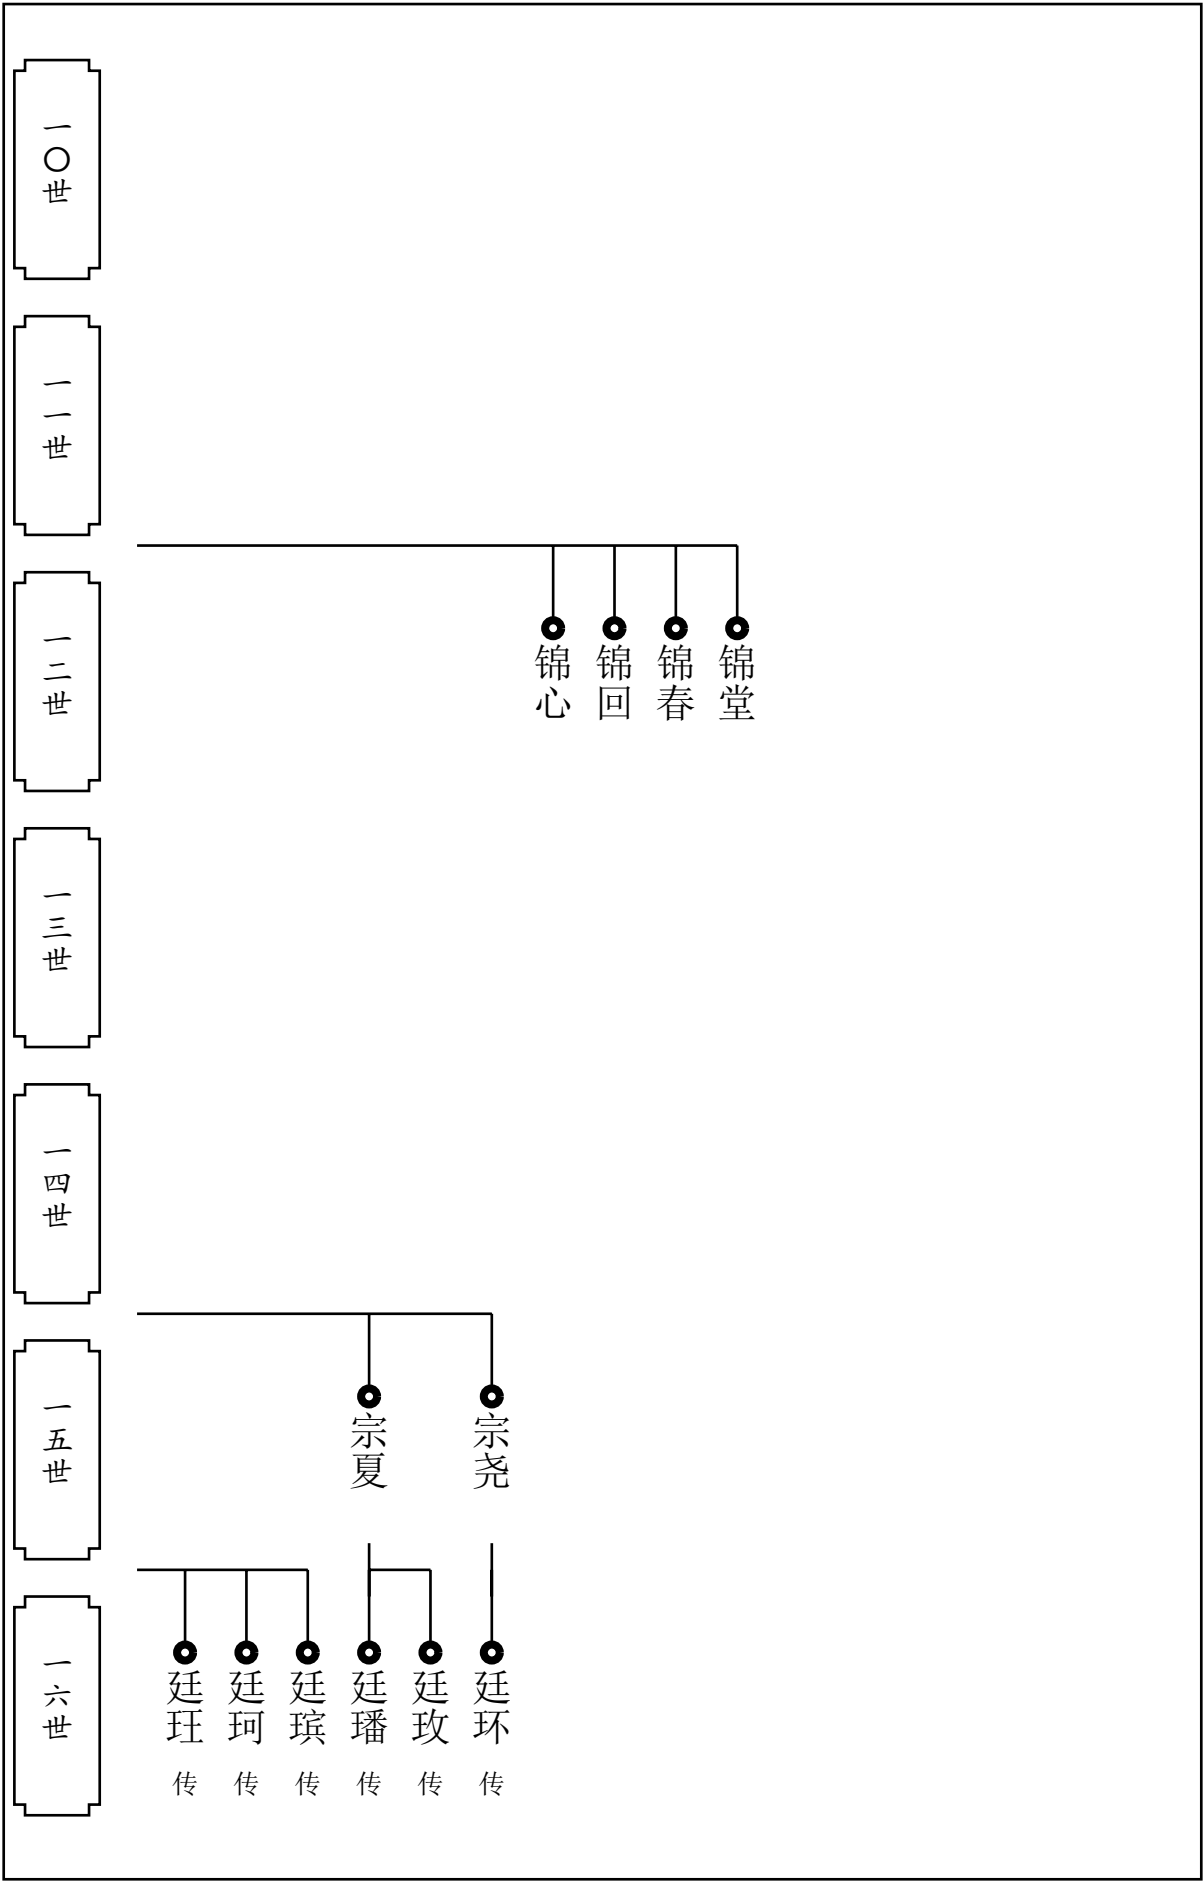 一〇世
一一世
一二世
一三世
一四世
一五世
一六世
锦心
锦回
锦春
锦堂
宗夏
宗尧
廷玨
廷珂
廷瑸
廷璠
廷玫
廷环
传
传
传
传
传
传